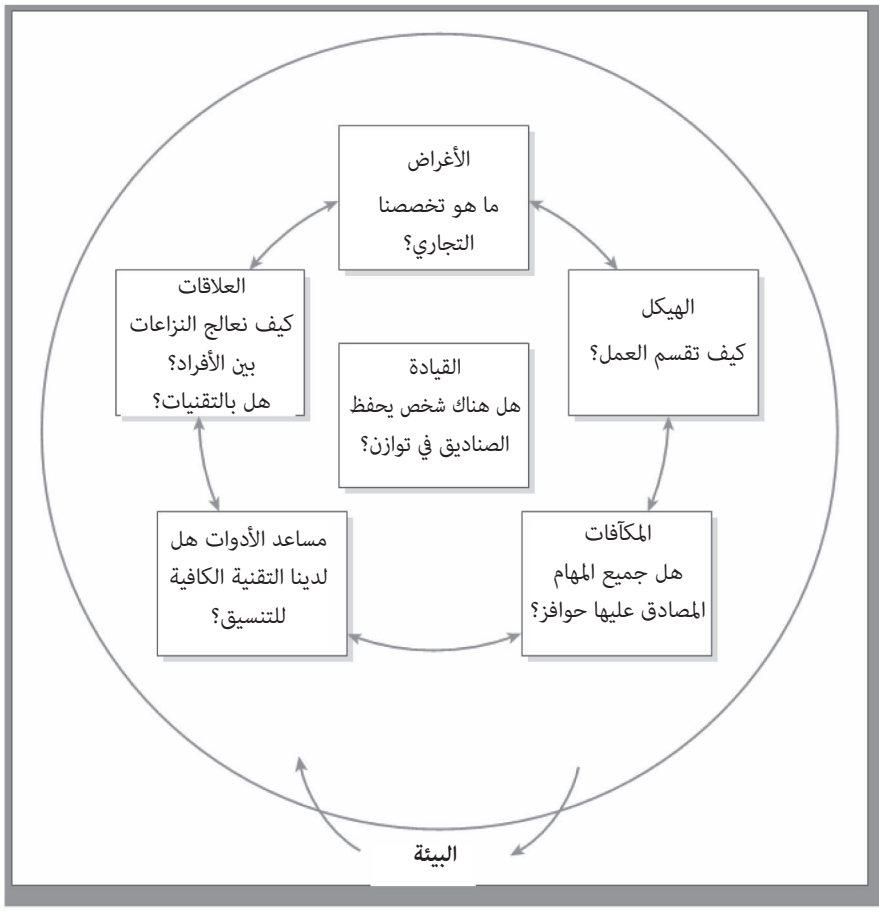 الأغراض
ما هو تخصصنا
التجاري؟
الهيكل
كيف تقسم العمل؟
العلاقات
كيف نعالج النزاعات
بين الأفراد؟
هل بالتقنيات؟
القيادة
هل هناك شخص يحفظ
الصناديق في توازن؟
المكآفات
هل جميع المهام
المصادق عليها حوافز؟
مساعد الأدوات هل
لدينا التقنية الكافية
للتنسيق؟
البيئة